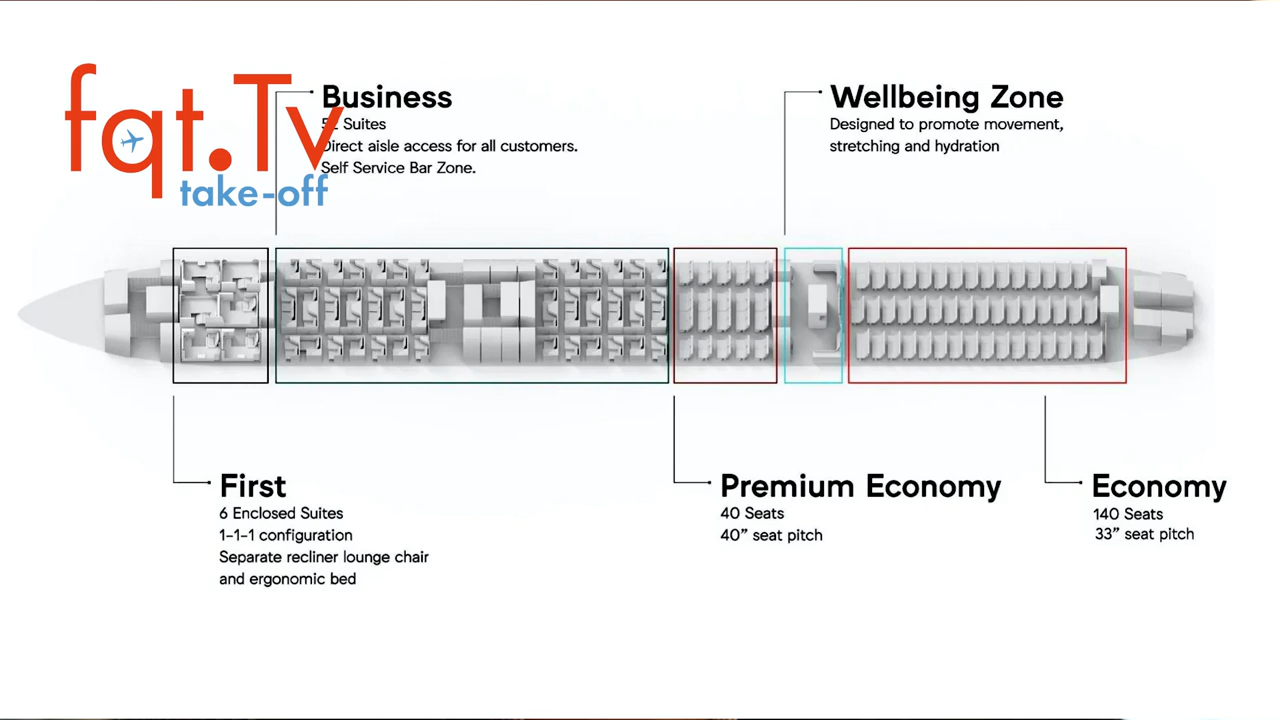 fqt.Tv
take-off
Business
52 Suites
Direct aisle access for all customers.
Self Service Bar Zone.
Wellbeing Zone
Designed to promote movement,
stretching and hydration
First
6 Enclosed Suites
1-1-1 configuration
Separate recliner lounge chair
and ergonomic bed
Premium Economy
40 Seats
40” seat pitch
Economy
140 Seats
33” seat pitch